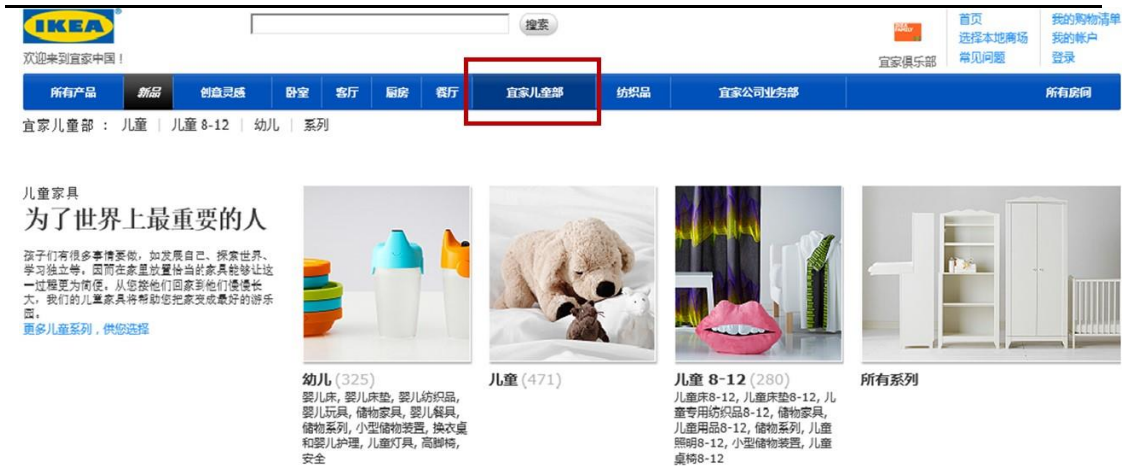 IKEA
搜索
首页
我的购物清单
选择本地商场
我的帐户
常见问题
登录
欢迎来到宜家中国！
宜家俱乐部
所有产品 新品 创意灵感 卧室 客厅 厨房 餐厅 宜家儿童部 纺织品 宜家公司业务部 所有房间
宜家儿童部 ： 儿童 | 儿童 8-12 | 幼儿 | 系列
儿童家具
为了世界上最重要的人
孩子们有很多事情要做，如发展自己、探索世界、
学习独立等。因而在家里放置恰当的家具能够让这
一过程更为简便。从您接他们回家到他们慢慢长
大，我们的儿童家具将帮助您把家变成最好的游乐
园。
更多儿童系列，供您选择
幼儿 (325)
婴儿床, 婴儿床垫, 婴儿纺织品,
婴儿玩具, 储物家具, 婴儿餐具,
储物系列, 小型储物装置, 换衣桌
和婴儿护理, 儿童灯具, 高脚椅,
安全
儿童 (471)
儿童 8-12 (280)
儿童床8-12, 儿童床垫8-12, 儿
童专用纺织品8-12, 储物家具,
儿童用品8-12, 储物系列, 儿童
照明8-12, 小型储物装置, 儿童
桌椅8-12
所有系列